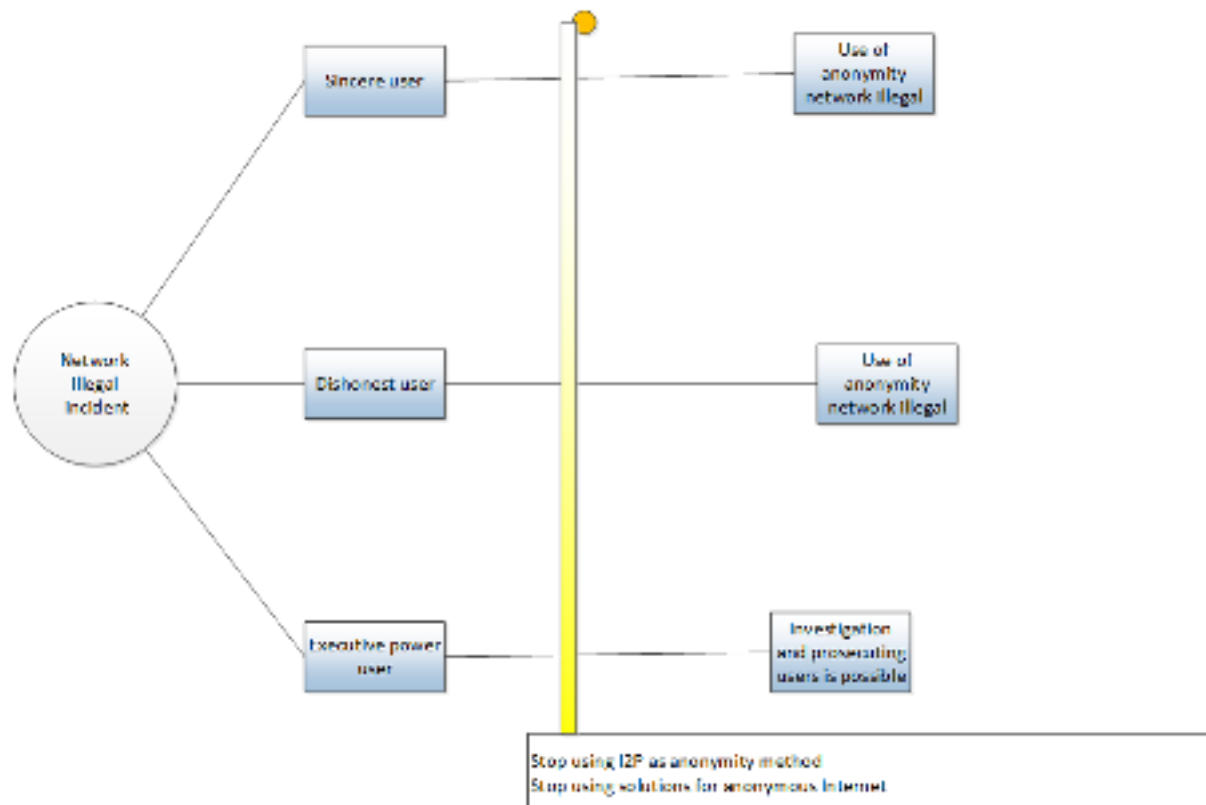 Sincere user
Use of
anonymity
network illegal
Network
Illegal
Incident
Dishonest user
Use of
anonymity
network illegal
Executive power
user
Investigation
and prosecuting
users is possible
Stop using I2P as anonymity method
Stop using solutions for anonymous Internet